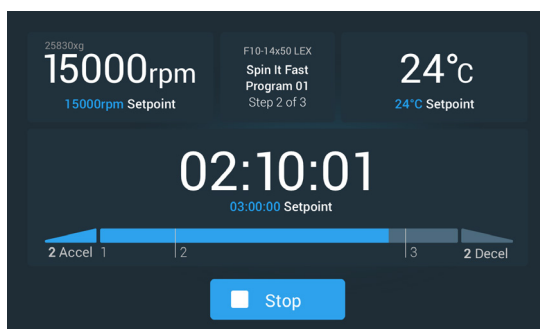 25830xg
15000rpm
15000rpm Setpoint
F10-14x50 LEX
Spin It Fast
Program 01
Step 2 of 3
24°C
24°C Setpoint
02:10:01
03:00:00 Setpoint
2 Accel 1 2 3 2 Decel
Stop